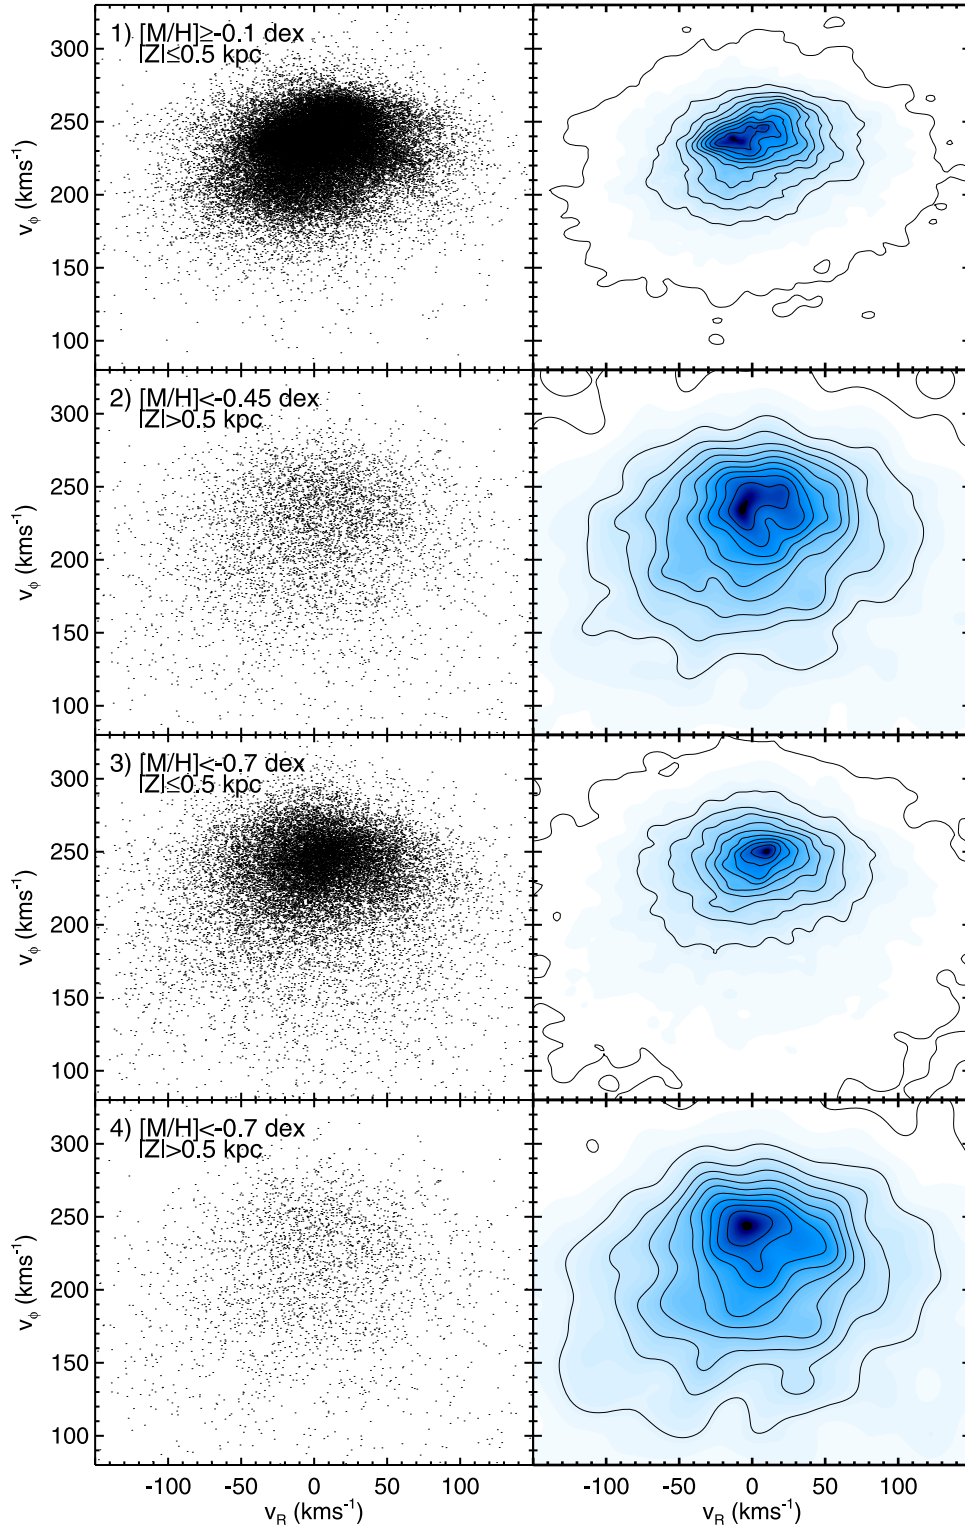 1) [M/H]≥-0.1 dex
|Z|≤0.5 kpc
300
250
200
150
100
v_ϕ (kms⁻¹)
2) [M/H]<-0.45 dex
|Z|>0.5 kpc
300
250
200
150
100
v_ϕ (kms⁻¹)
3) [M/H]<-0.7 dex
|Z|≤0.5 kpc
300
250
200
150
100
v_ϕ (kms⁻¹)
4) [M/H]<-0.7 dex
|Z|>0.5 kpc
300
250
200
150
100
v_ϕ (kms⁻¹)
-100 -50 0 50 100 -100 -50 0 50 100
v_R (kms⁻¹) v_R (kms⁻¹)